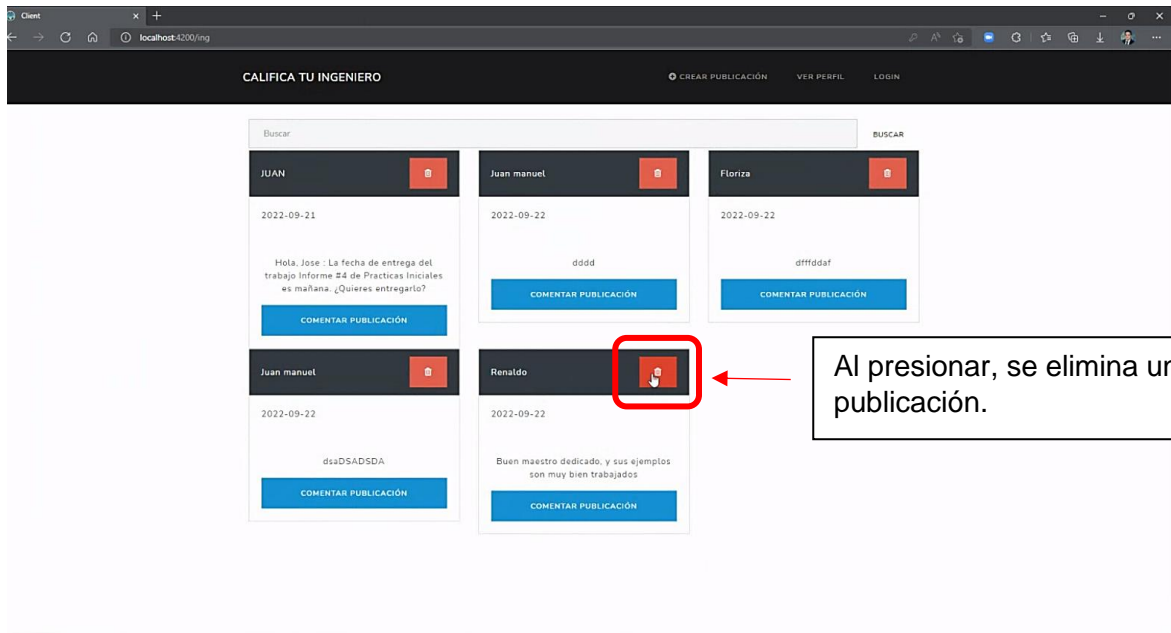 Client
localhost:4200/ing
CALIFICA TU INGENIERO
CREAR PUBLICACIÓN
VER PERFIL
LOGIN
Buscar
BUSCAR
JUAN
2022-09-21
Hola, Jose : La fecha de entrega del
trabajo Informe #4 de Practicas Iniciales
es mañana. ¿Quieres entregarlo?
COMENTAR PUBLICACIÓN
Juan manuel
2022-09-22
dddd
COMENTAR PUBLICACIÓN
Floriza
2022-09-22
dfffddaf
COMENTAR PUBLICACIÓN
Juan manuel
2022-09-22
dsaDSADSDA
COMENTAR PUBLICACIÓN
Renaldo
2022-09-22
Buen maestro dedicado, y sus ejemplos
son muy bien trabajados
COMENTAR PUBLICACIÓN
Al presionar, se elimina
publicación.